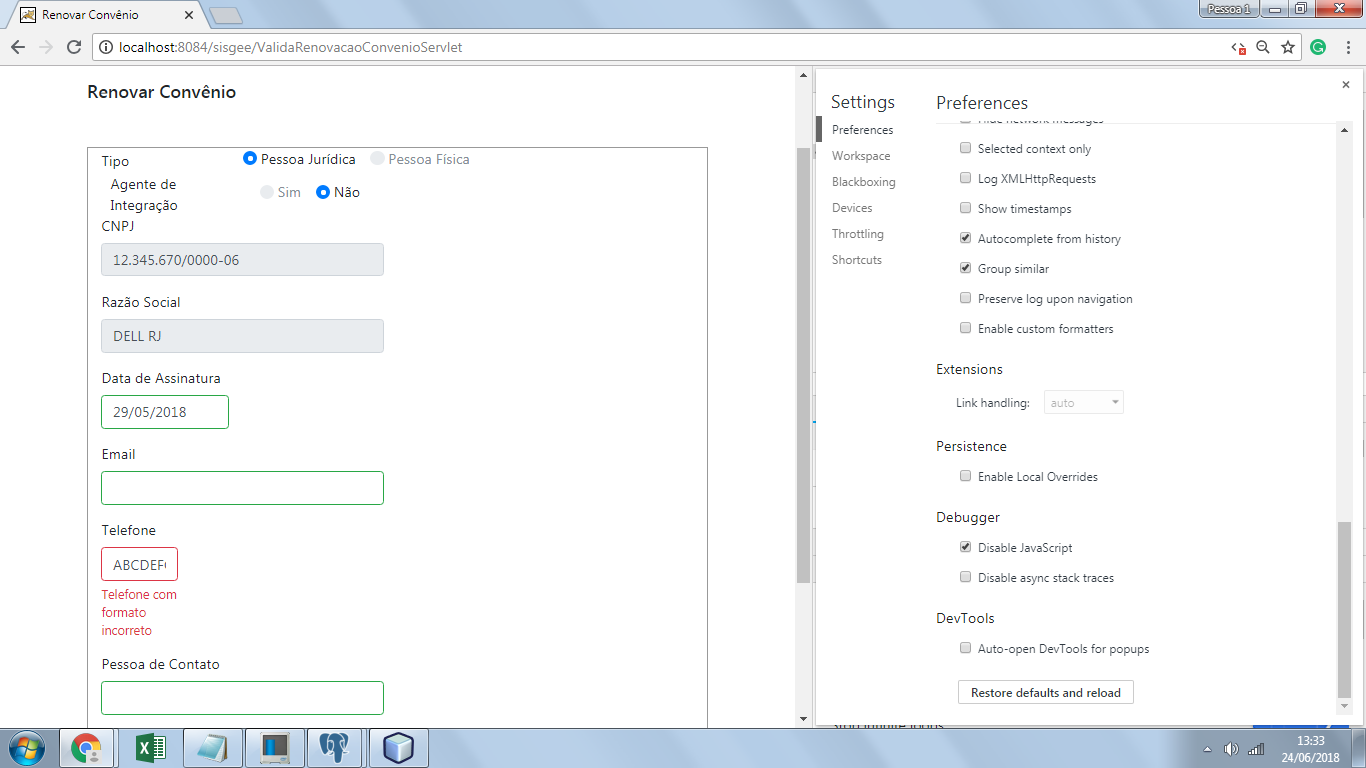 Renovar Convênio
Pessoa 1
localhost:8084/sisgee/ValidaRenovacaoConvenioServlet
Renovar Convênio
Tipo
Pessoa Jurídica
Pessoa Física
Agente de
Integração
Sim
Não
CNPJ
12.345.670/0000-06
Razão Social
DELL RJ
Data de Assinatura
29/05/2018
Email
Telefone
ABCDEF
Telefone com
formato
incorreto
Pessoa de Contato
Settings
Preferences
Workspace
Blackboxing
Devices
Throttling
Shortcuts
Preferences
Hide network messages
Selected context only
Log XMLHttpRequests
Show timestamps
Autocomplete from history
Group similar
Preserve log upon navigation
Enable custom formatters
Extensions
Link handling:
auto
Persistence
Enable Local Overrides
Debugger
Disable JavaScript
Disable async stack traces
DevTools
Auto-open DevTools for popups
Restore defaults and reload
13:33
24/06/2018